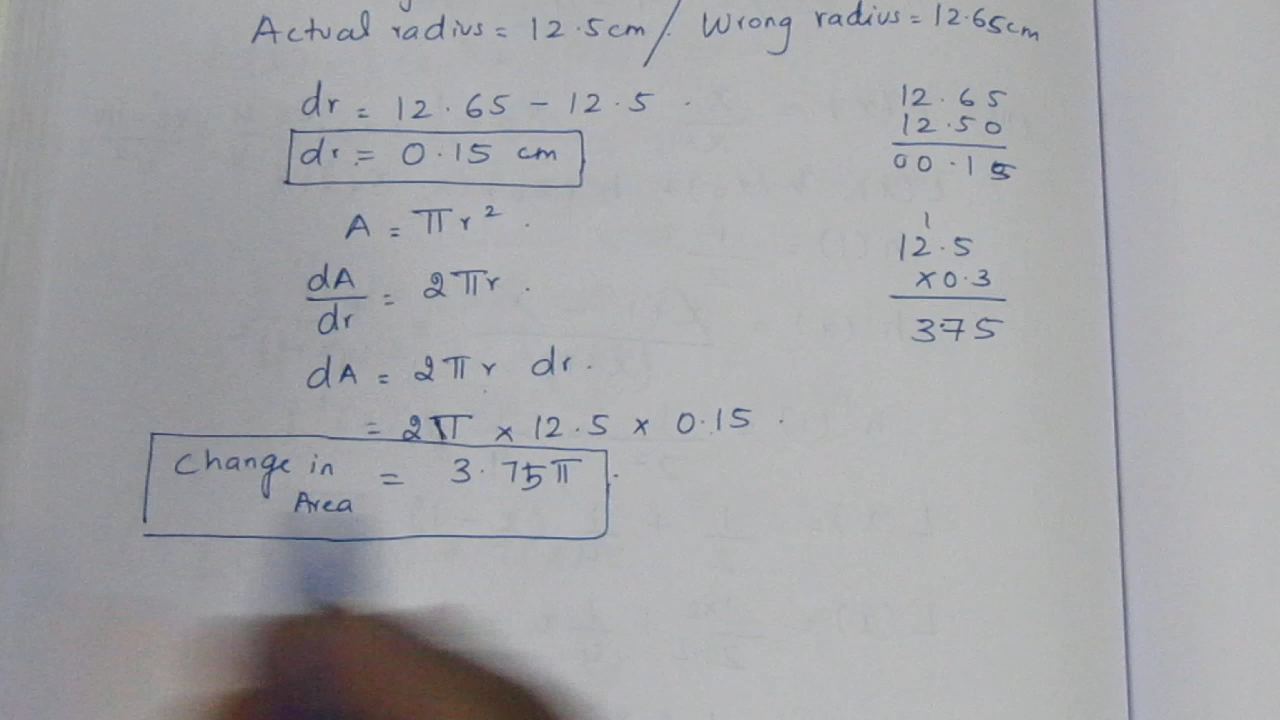 Actual radius = 12.5cm / Wrong radius = 12.65cm
dr = 12.65 - 12.5
dr = 0.15 cm
A = πr²
dA/dr = 2πr
dA = 2πr dr.
= 2π × 12.5 × 0.15
Change in Area = 3.75π
12.65
12.50
00.15
1
12.5
×0.3
375